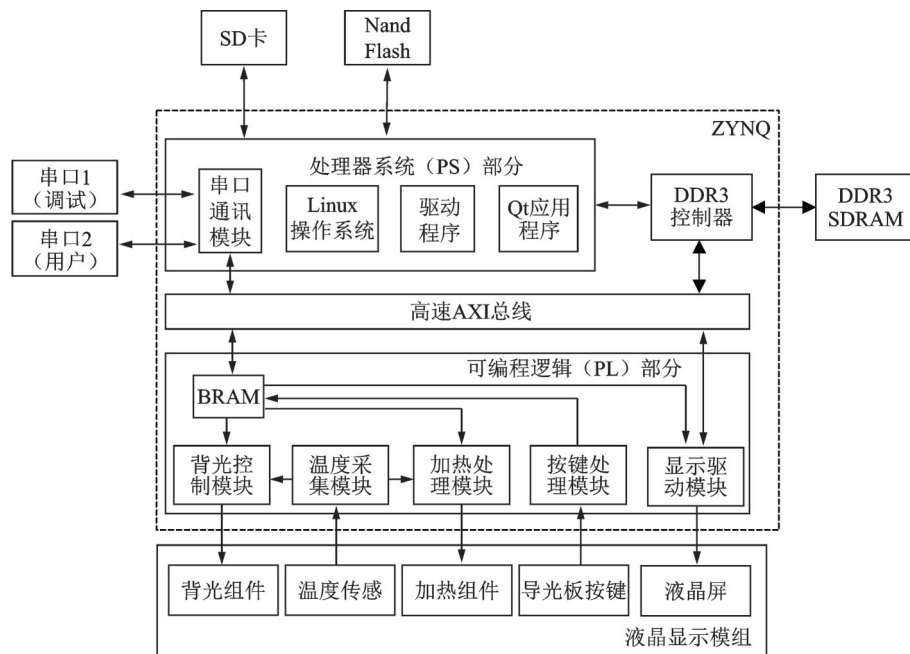 SD卡
Nand
Flash
ZYNQ
处理器系统（PS）部分
串口1
（调试）
串口2
（用户）
串口
通讯
模块
Linux
操作系统
驱动
程序
Qt应用
程序
DDR3
控制器
DDR3
SDRAM
高速AXI总线
可编程逻辑（PL）部分
BRAM
背光控
制模块
温度采
集模块
加热处
理模块
按键处
理模块
显示驱
动模块
背光组件
温度传感
加热组件
导光板按键
液晶屏
液晶显示模组